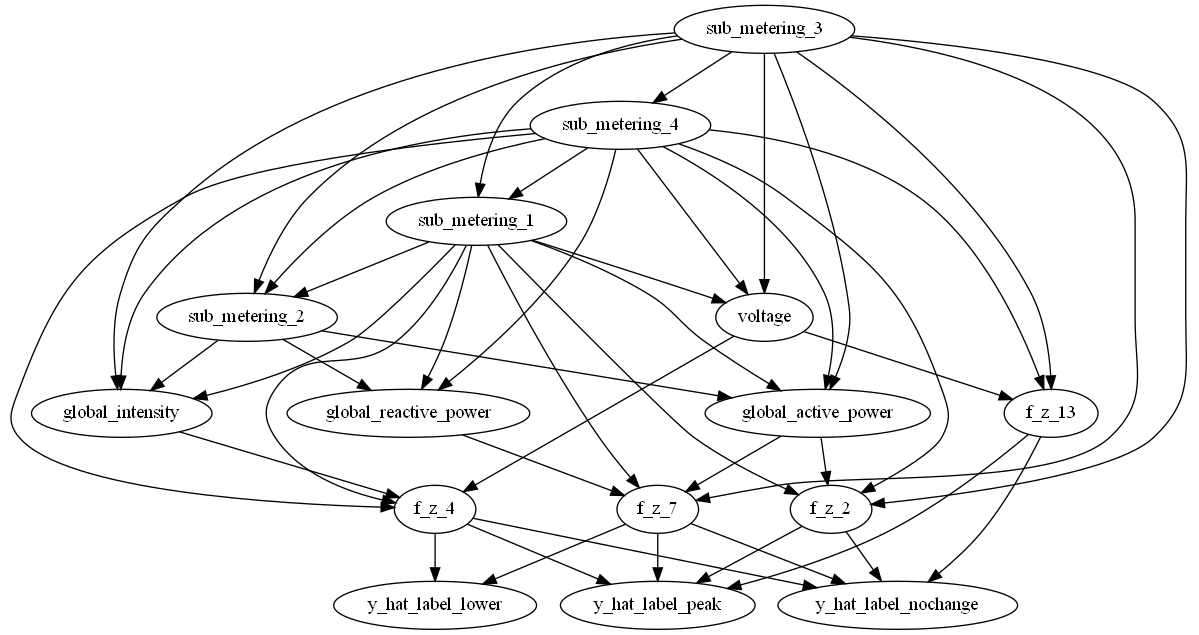 sub_metering_3
sub_metering_4
sub_metering_1
sub_metering_2
voltage
global_intensity
global_reactive_power
global_active_power
f_z_13
f_z_4
f_z_7
f_z_2
y_hat_label_lower
y_hat_label_peak
y_hat_label_nochange